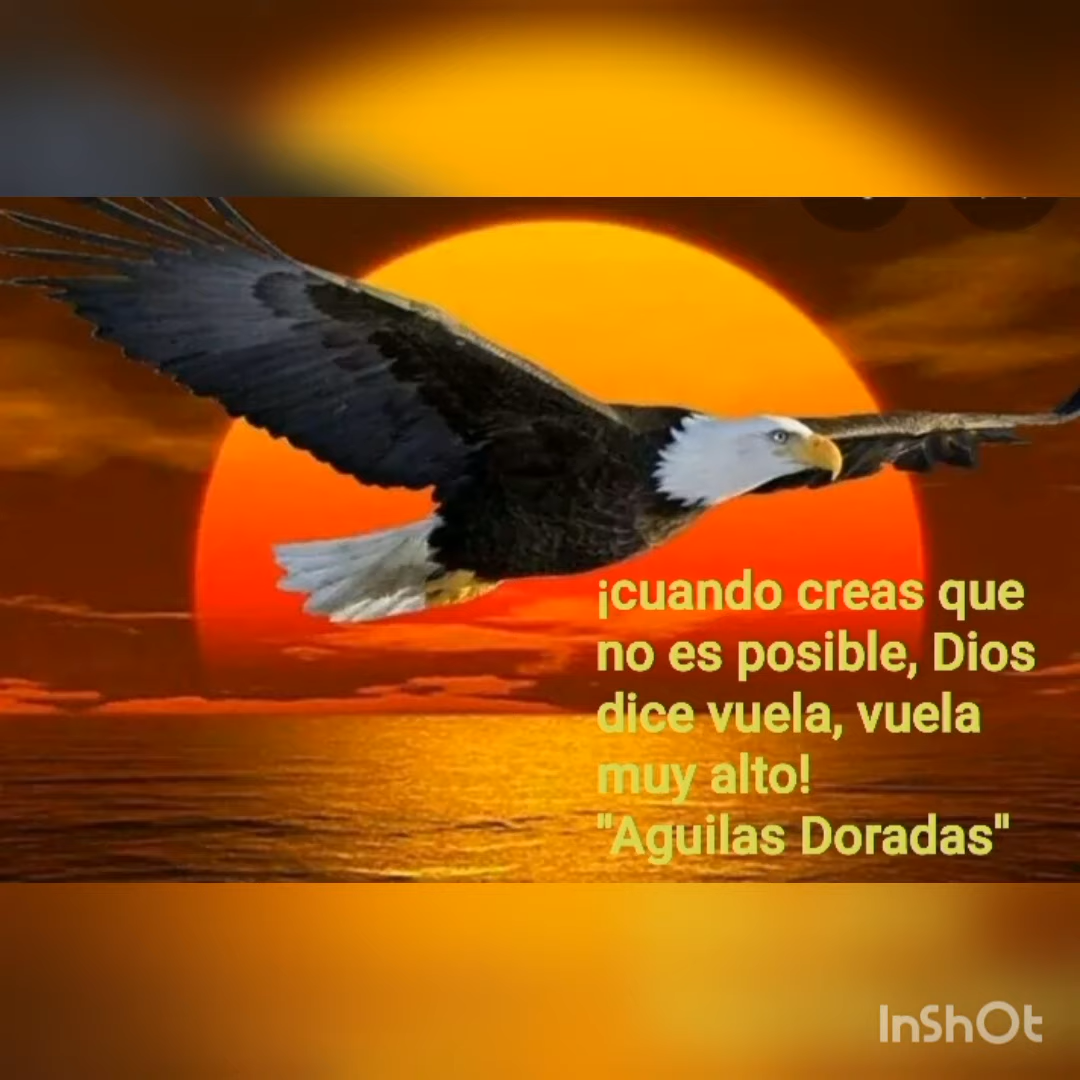 ¡cuando creas que
no es posible, Dios
dice vuela, vuela
muy alto!
"Aguilas Doradas"
InShOt